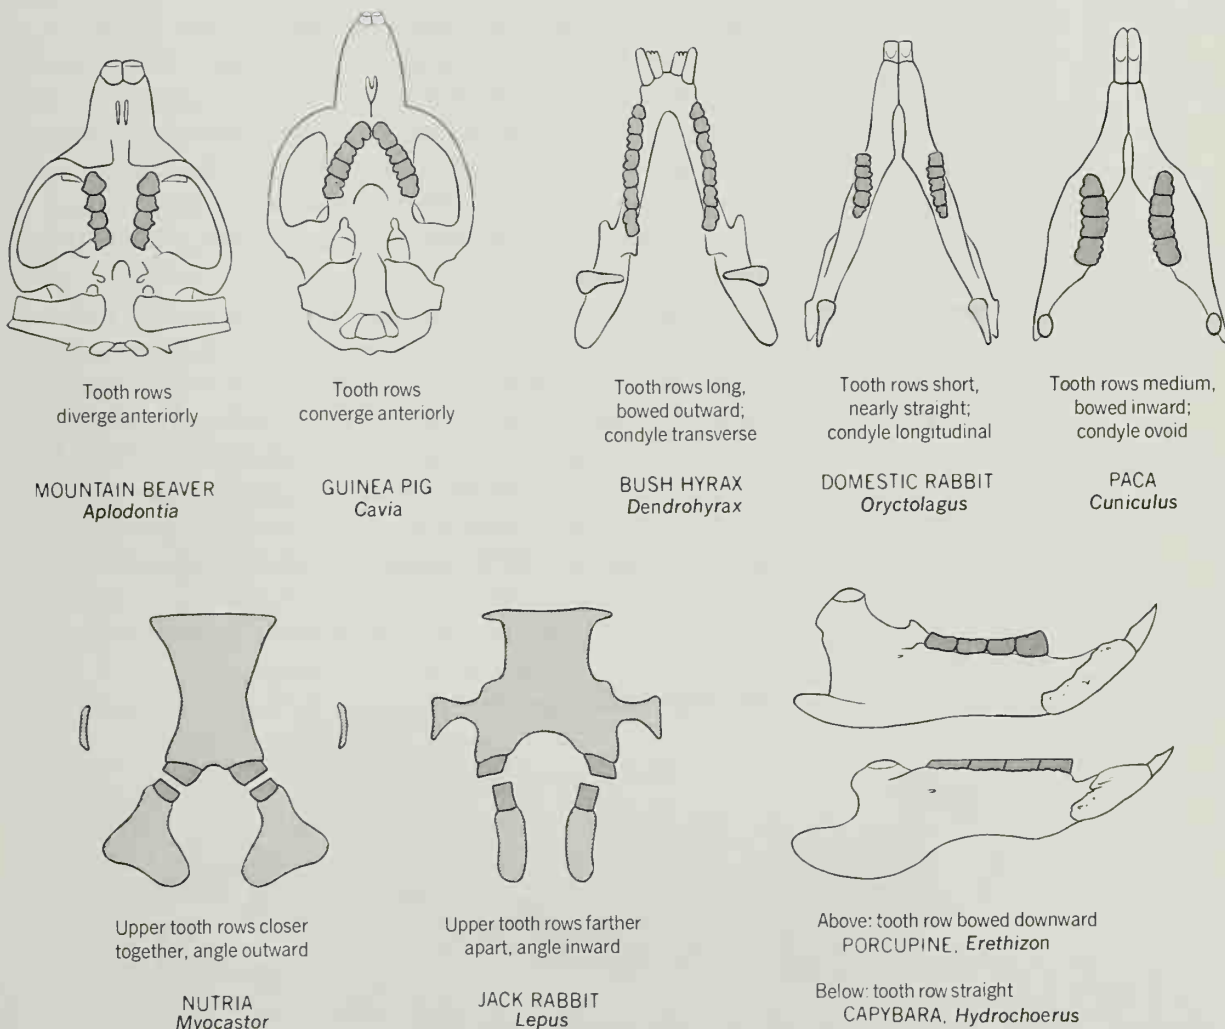 Tooth rows
diverge anteriorly
MOUNTAIN BEAVER
Aplodontia
Tooth rows
converge anteriorly
GUINEA PIG
Cavia
Tooth rows long,
bowed outward;
condyle transverse
BUSH HYRAX
Dendrohyrax
Tooth rows short,
nearly straight;
condyle longitudinal
DOMESTIC RABBIT
Oryctolagus
Tooth rows medium,
bowed inward;
condyle ovoid
PACA
Cuniculus
Upper tooth rows closer
together, angle outward
NUTRIA
Myocastor
Upper tooth rows farther
apart, angle inward
JACK RABBIT
Lepus
Above: tooth row bowed downward
PORCUPINE, Erethizon
Below: tooth row straight
CAPYBARA, Hydrochoerus